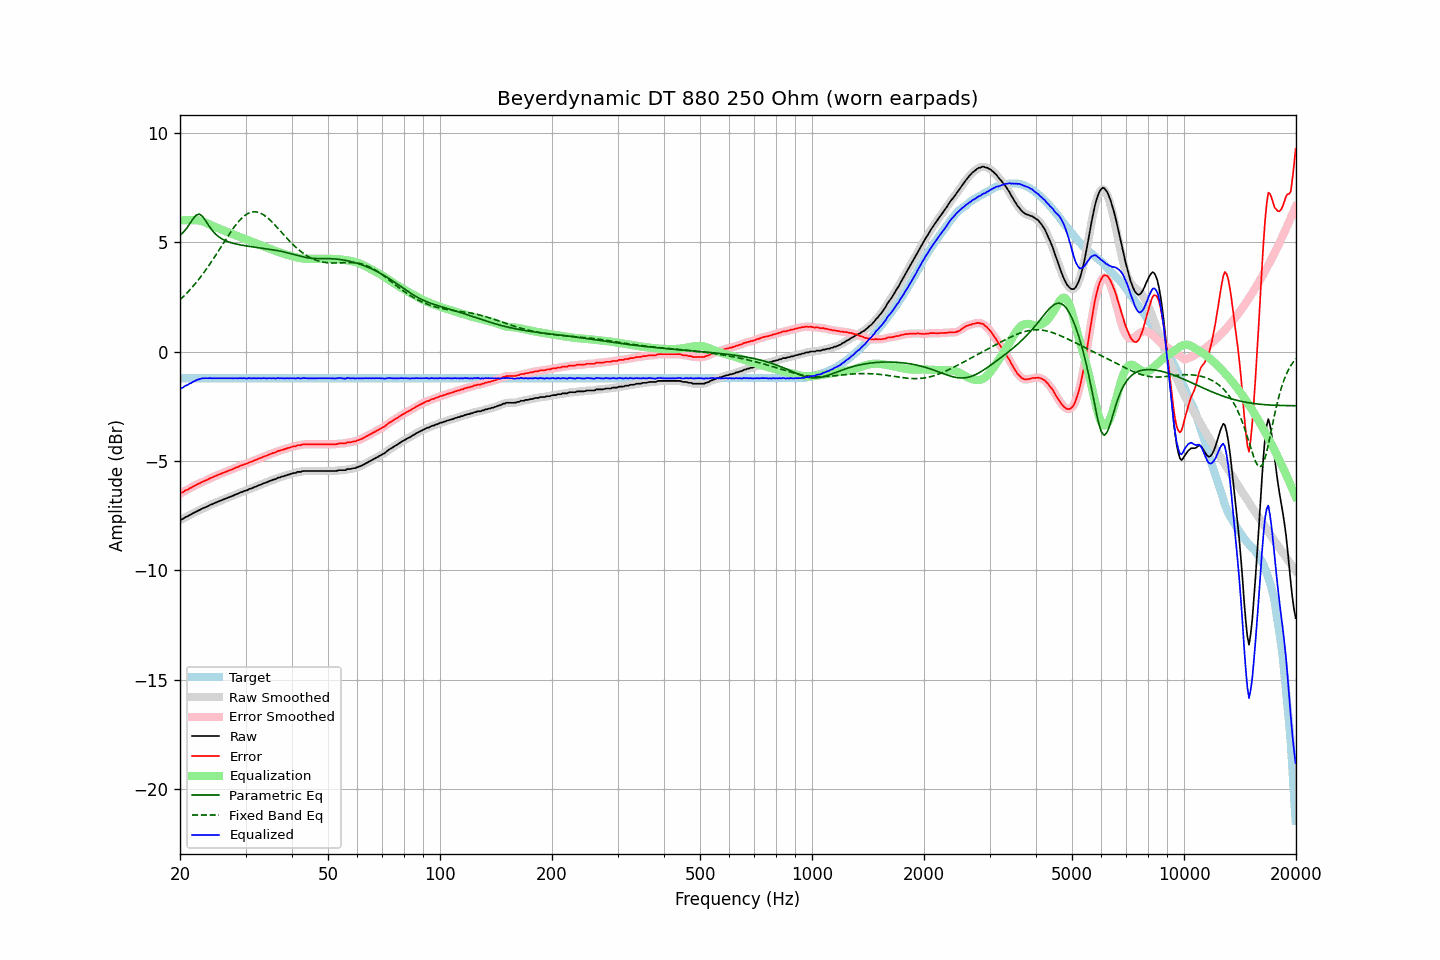 Beyerdynamic DT 880 250 Ohm (worn earpads)
10
5
0
−5
−10
−15
−20
Amplitude (dBr)
Target
Raw Smoothed
Error Smoothed
Raw
Error
Equalization
Parametric Eq
Fixed Band Eq
Equalized
20 50 100 200 500 1000 2000 5000 10000 20000
Frequency (Hz)